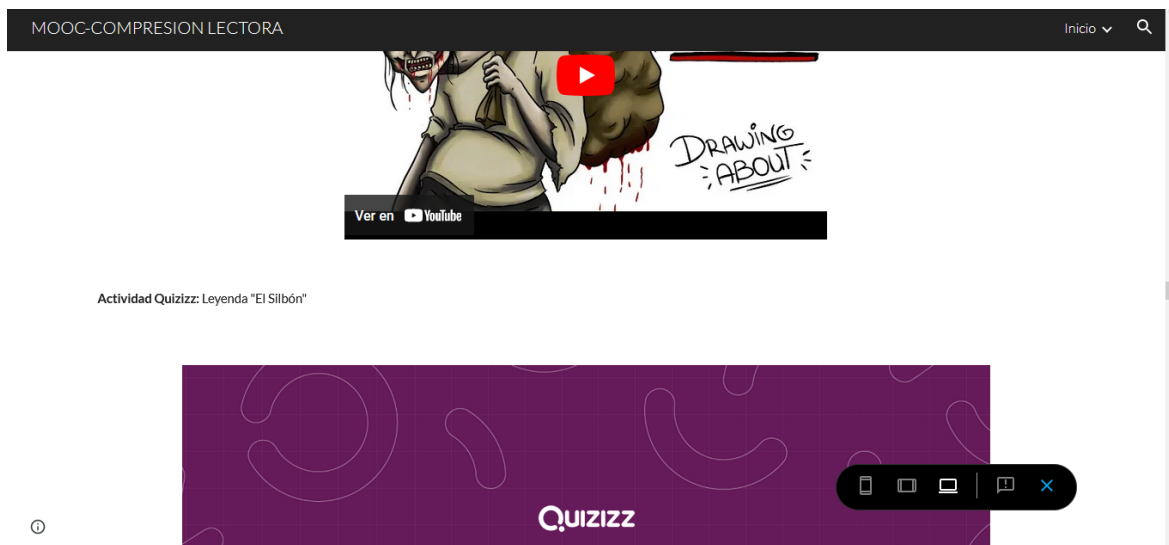 MOOC-COMPRESION LECTORA
Inicio
DRAWING
ABOUT
Ver en YouTube
Actividad Quizizz: Leyenda "El Silbón"
QUIZIZZ